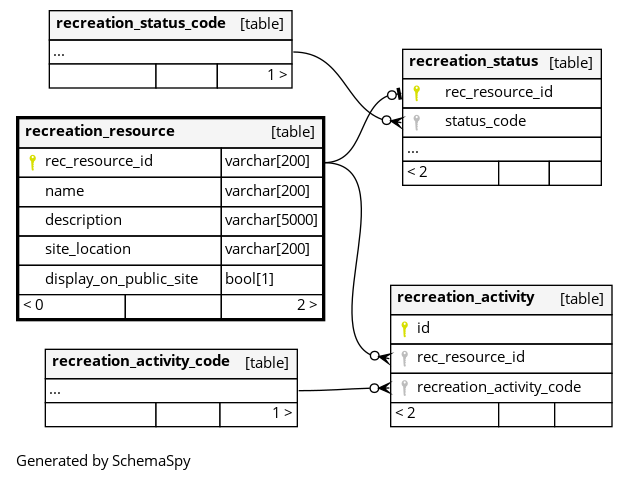 recreation_status_code [table]
...
1 >
recreation_status [table]
rec_resource_id
status_code
...
< 2
recreation_resource [table]
rec_resource_id varchar[200]
name varchar[200]
description varchar[5000]
site_location varchar[200]
display_on_public_site bool[1]
< 0 2 >
recreation_activity [table]
id
rec_resource_id
recreation_activity_code
< 2
recreation_activity_code [table]
...
1 >
Generated by SchemaSpy